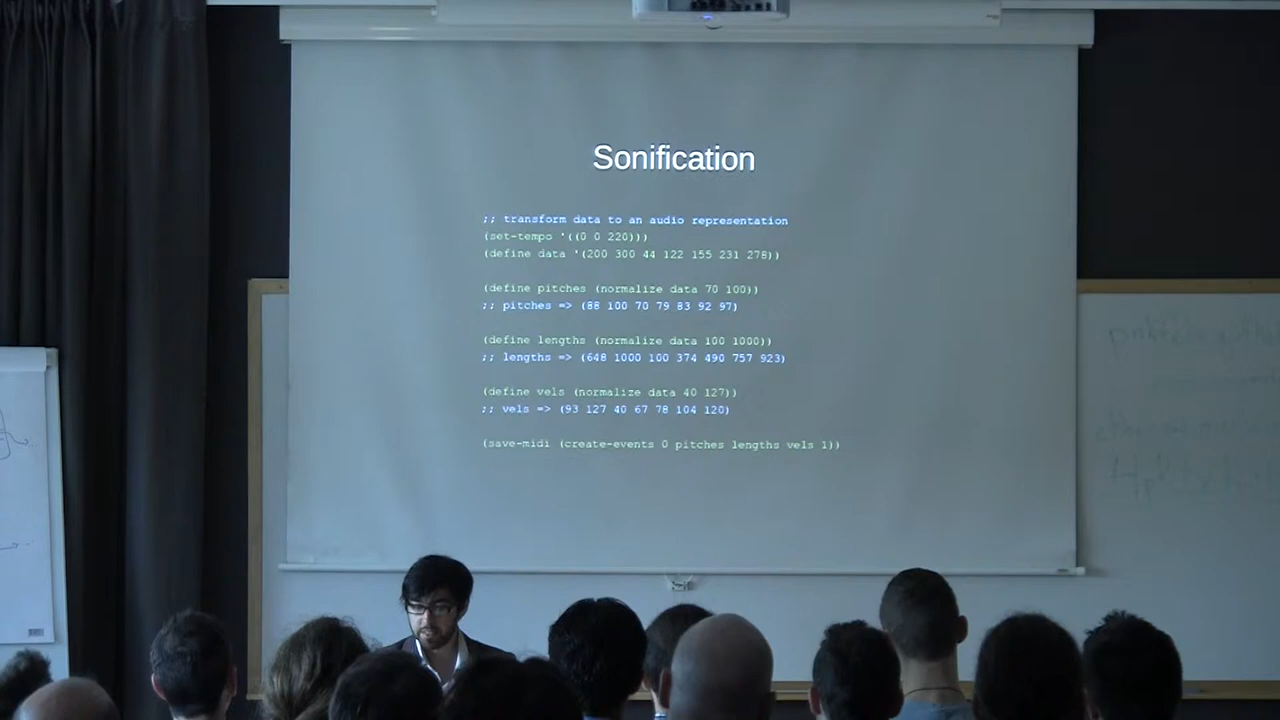 Sonification
;; transform data to an audio representation
(set-tempo '((0 0 220)))
(define data '(200 300 44 122 155 231 278))
(define pitches (normalize data 70 100))
;; pitches => (88 100 70 79 83 92 97)
(define lengths (normalize data 100 1000))
;; lengths => (648 1000 100 374 490 757 923)
(define vels (normalize data 40 127))
;; vels => (93 127 40 67 78 104 120)
(save-midi (create-events 0 pitches lengths vels 1))